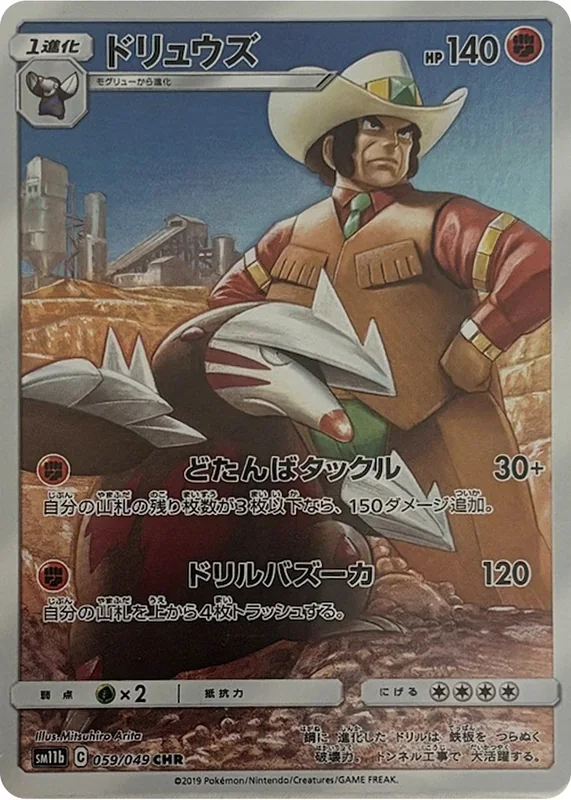 1進化
ドリュウズ
HP 140
モグリューから進化
どたんばタックル 30+
自分の山札の残り枚数が3枚以下なら、150ダメージ追加。
ドリルバズーカ 120
自分の山札を上から4枚トラッシュする。
弱点 ×2 抵抗力 にげる
Illus.Mitsuhiro Arita
SM11b C 059/049 CHR
鋼に進化したドリルは鉄板をつらぬく
破壊力。トンネル工事で大活躍する。
©2019 Pokémon/Nintendo/Creatures/GAME FREAK.